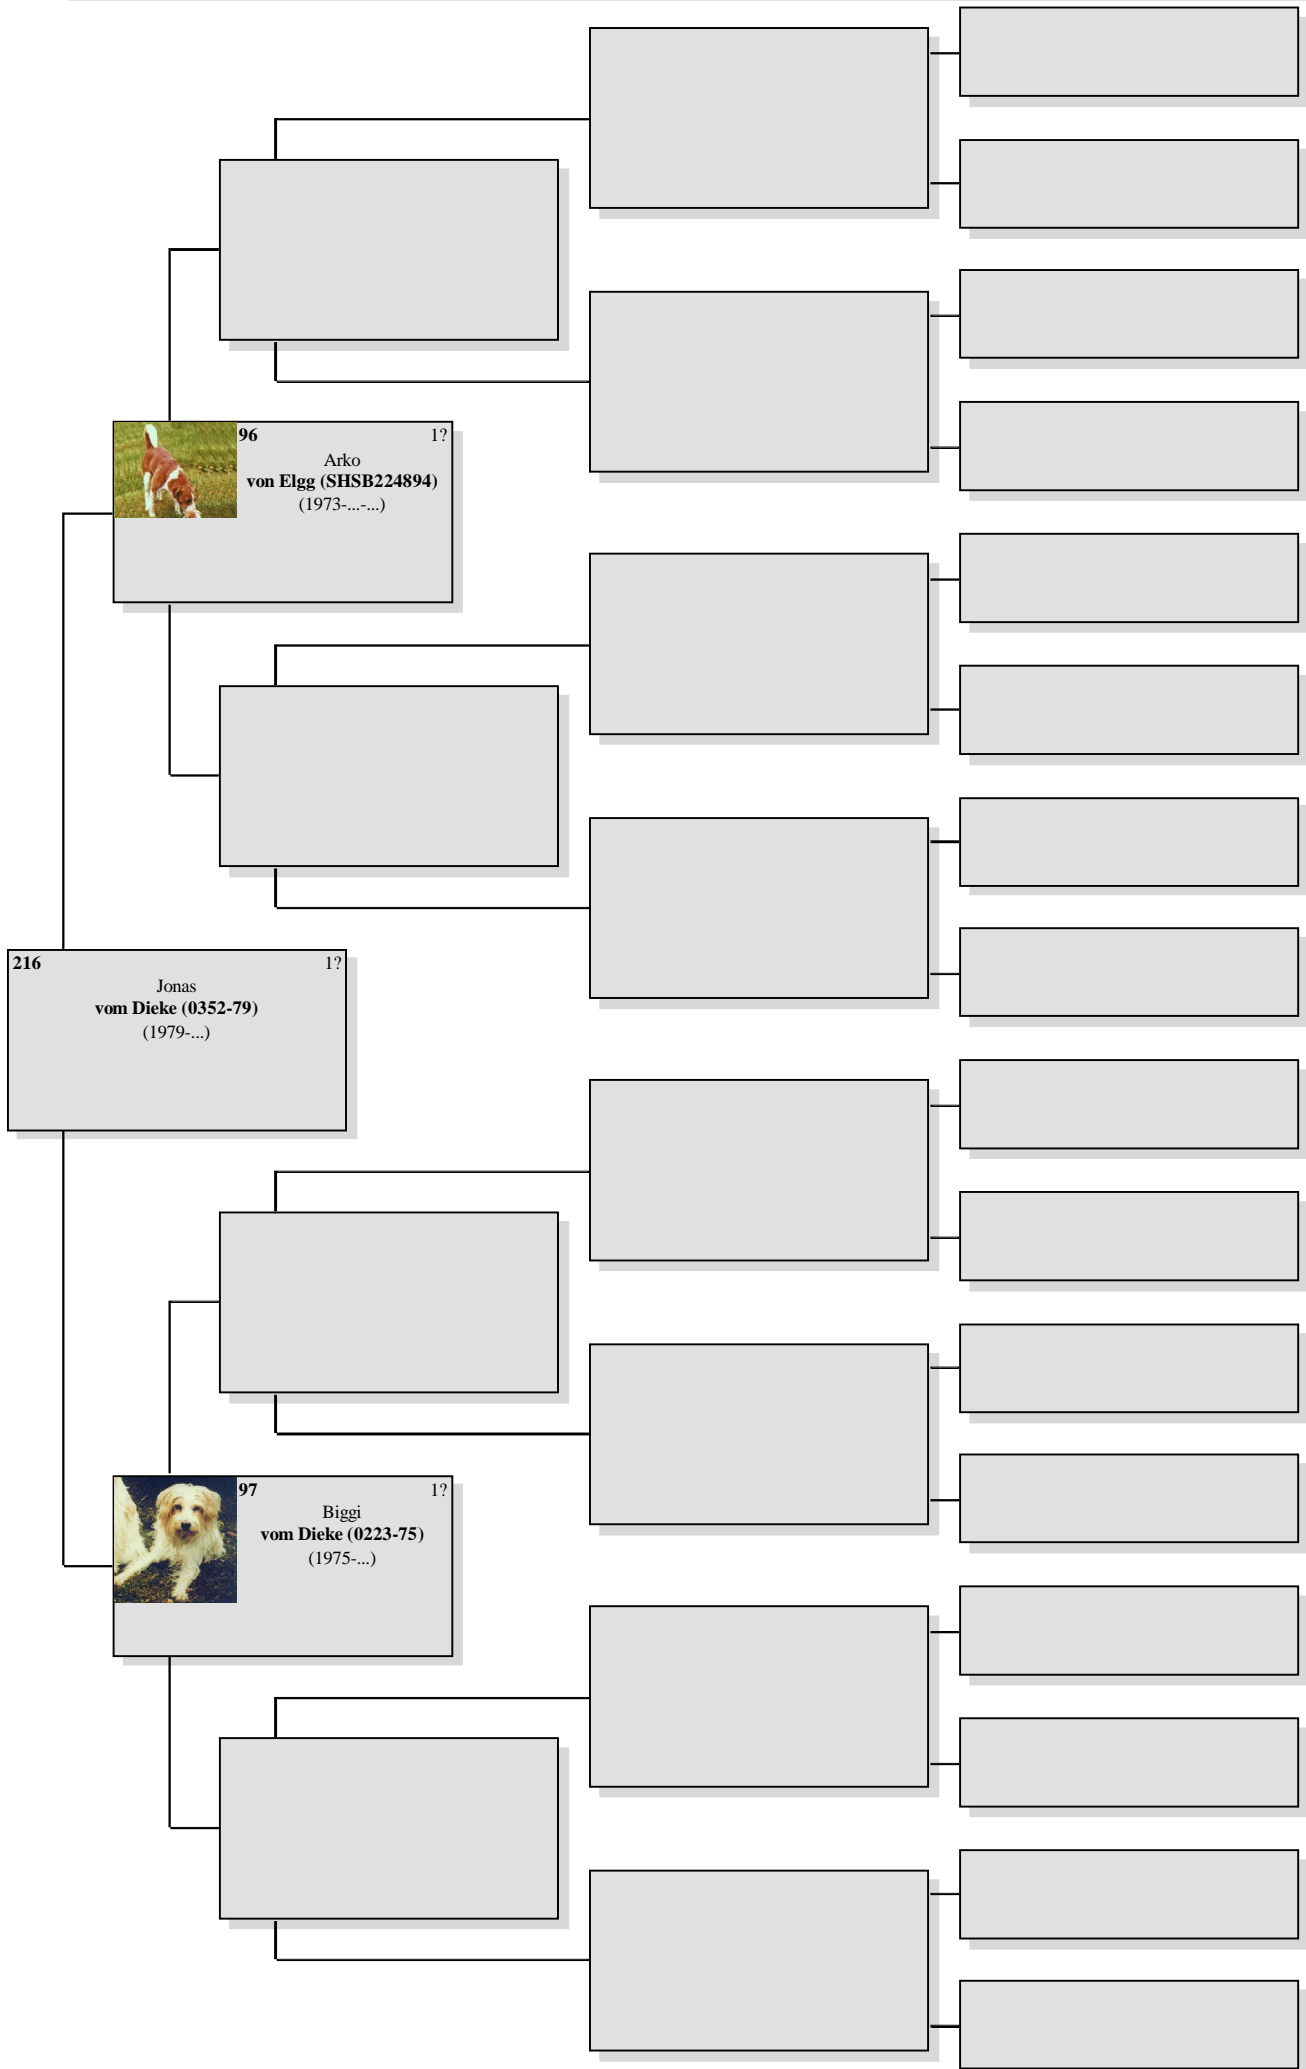 96 1?
Arko
von Elgg (SHSB224894)
(1973-...-...)
216 1?
Jonas
vom Dieke (0352-79)
(1979-...)
97 1?
Biggi
vom Dieke (0223-75)
(1975-...)